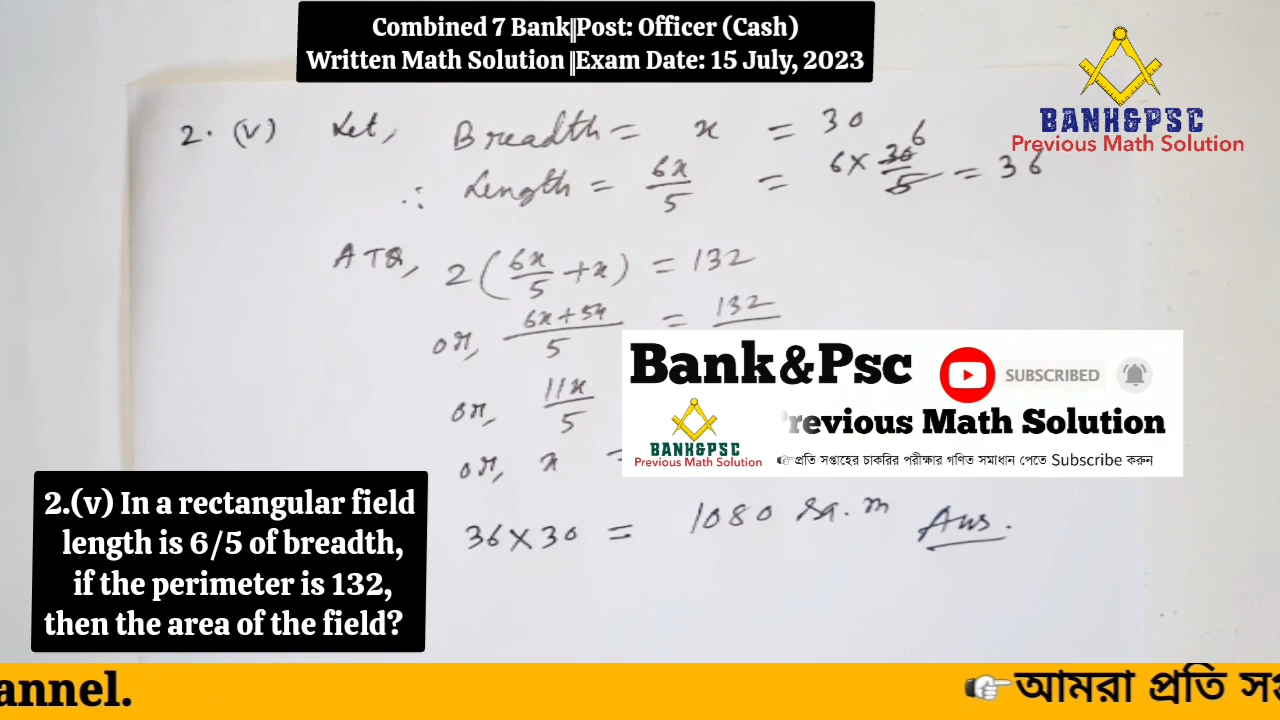 Combined 7 Bank||Post: Officer (Cash)
Written Math Solution ||Exam Date: 15 July, 2023
BANK&PSC
Previous Math Solution
2. (v) Let, Breadth = x = 30
∴ Length = 6x/5 = 6 × 30/5 6 = 36
ATQ, 2 (6x/5 + x) = 132
or, 6x+5x/5 = 132
or, 11x/5
or, x =
36 × 30 = 1080 sq. m Ans.
Bank&Psc
SUBSCRIBED
Previous Math Solution
BANK&PSC
Previous Math Solution
👉প্রতি সপ্তাহের চাকরির পরীক্ষার গণিত সমাধান পেতে Subscribe করুন
2.(v) In a rectangular field
length is 6/5 of breadth,
if the perimeter is 132,
then the area of the field?
annel.
👉আমরা প্রতি